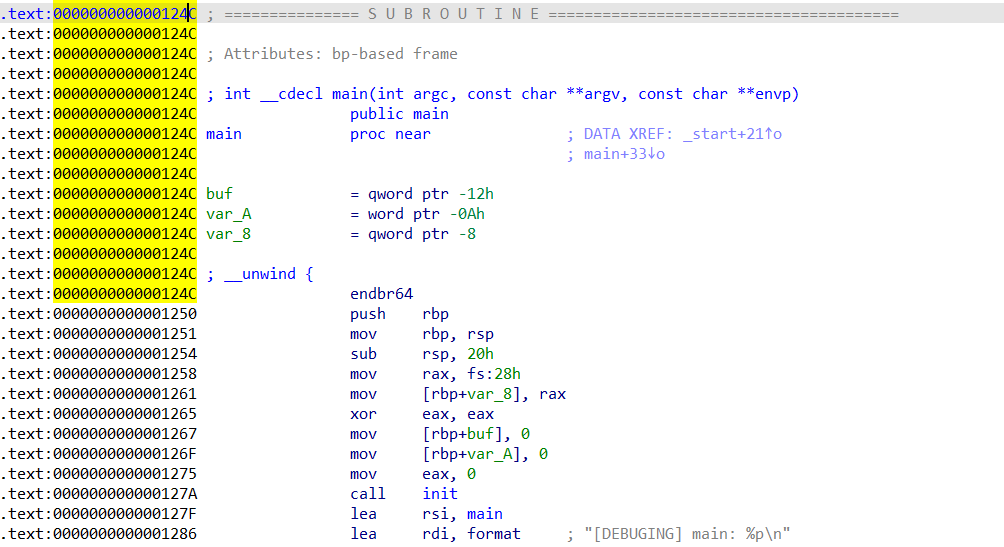 .text:000000000000124C ; ============== S U B R O U T I N E =======================================
.text:000000000000124C
.text:000000000000124C ; Attributes: bp-based frame
.text:000000000000124C
.text:000000000000124C ; int __cdecl main(int argc, const char **argv, const char **envp)
.text:000000000000124C public main
.text:000000000000124C main proc near ; DATA XREF: _start+21↑o
.text:000000000000124C ; main+33↓o
.text:000000000000124C
.text:000000000000124C buf = qword ptr -12h
.text:000000000000124C var_A = word ptr -0Ah
.text:000000000000124C var_8 = qword ptr -8
.text:000000000000124C
.text:000000000000124C ; __unwind {
.text:000000000000124C endbr64
.text:0000000000001250 push rbp
.text:0000000000001251 mov rbp, rsp
.text:0000000000001254 sub rsp, 20h
.text:0000000000001258 mov rax, fs:28h
.text:0000000000001261 mov [rbp+var_8], rax
.text:0000000000001265 xor eax, eax
.text:0000000000001267 mov [rbp+buf], 0
.text:000000000000126F mov [rbp+var_A], 0
.text:0000000000001275 mov eax, 0
.text:000000000000127A call init
.text:000000000000127F lea rsi, main
.text:0000000000001286 lea rdi, format ; "[DEBUGING] main: %p\n"